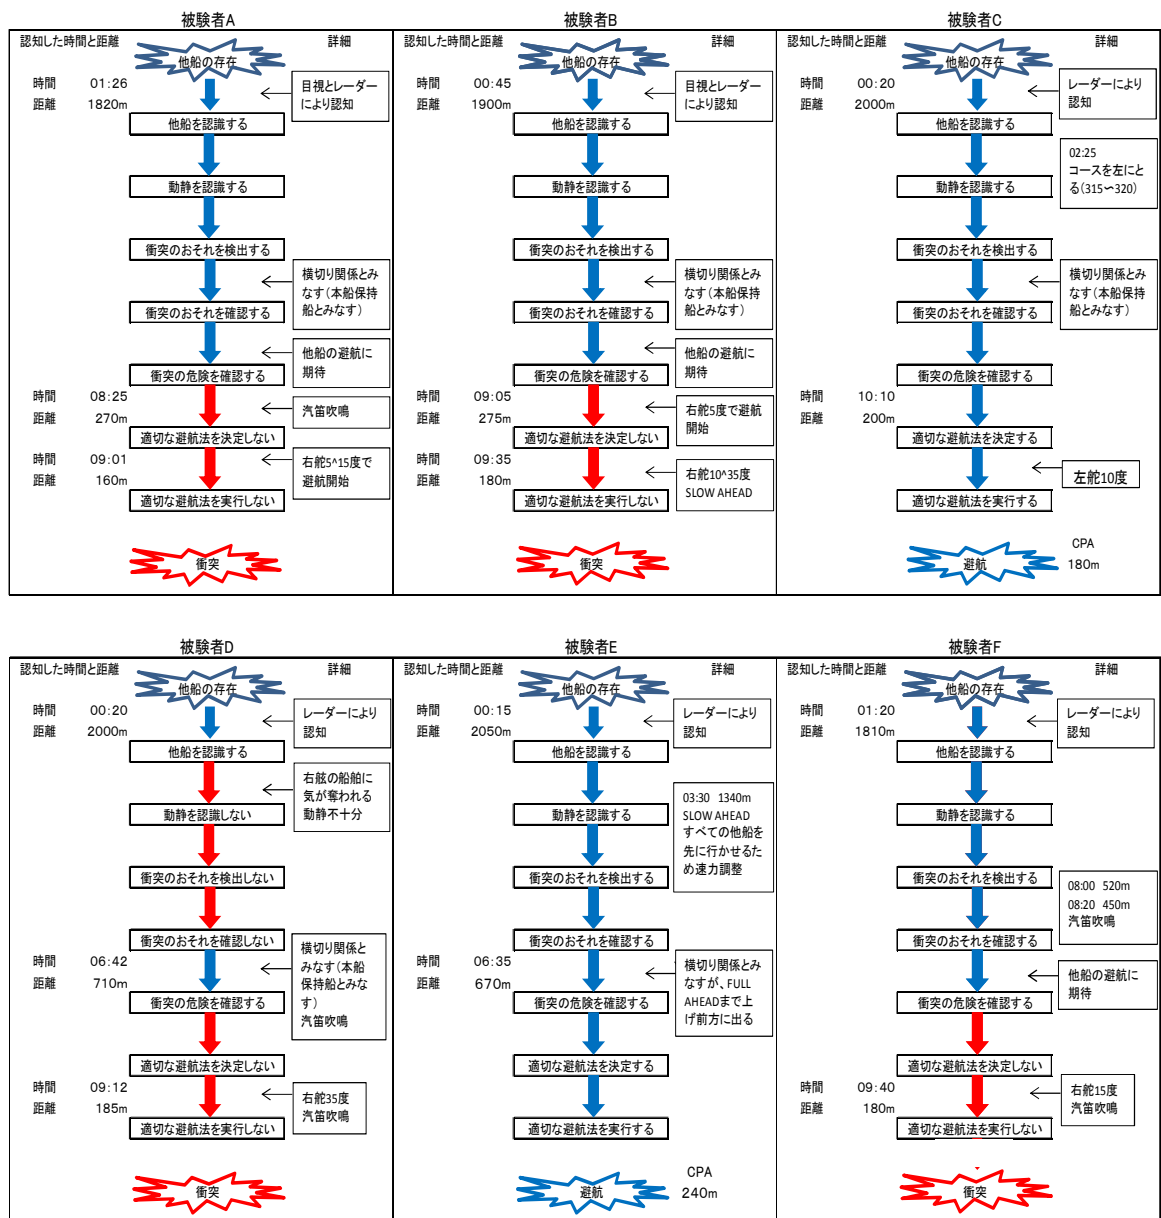 被験者A
認知した時間と距離
詳細
他船の存在
時間 01:26
距離 1820m
目視とレーダー
により認知
他船を認識する
動静を認識する
衝突のおそれを検出する
横切り関係とみ
なす(本船保持
船とみなす)
衝突のおそれを確認する
他船の避航に
期待
衝突の危険を確認する
時間 08:25
距離 270m
汽笛吹鳴
適切な避航法を決定しない
時間 09:01
距離 160m
右舵5^15度で
避航開始
適切な避航法を実行しない
衝突
被験者B
認知した時間と距離
詳細
他船の存在
時間 00:45
距離 1900m
目視とレーダー
により認知
他船を認識する
動静を認識する
衝突のおそれを検出する
横切り関係とみ
なす(本船保持
船とみなす)
衝突のおそれを確認する
他船の避航に
期待
衝突の危険を確認する
時間 09:05
距離 275m
右舵5度で避航
開始
適切な避航法を決定しない
時間 09:35
距離 180m
右舵10^35度
SLOW AHEAD
適切な避航法を実行しない
衝突
被験者C
認知した時間と距離
詳細
他船の存在
時間 00:20
距離 2000m
レーダーにより
認知
他船を認識する
02:25
コースを左にと
る(315〜320)
動静を認識する
衝突のおそれを検出する
横切り関係とみ
なす(本船保持
船とみなす)
衝突のおそれを確認する
衝突の危険を確認する
時間 10:10
距離 200m
適切な避航法を決定する
左舵10度
適切な避航法を実行する
避航
CPA
180m
被験者D
認知した時間と距離
詳細
他船の存在
時間 00:20
距離 2000m
レーダーにより
認知
他船を認識する
右舷の船舶に
気が奪われる
動静不十分
動静を認識しない
衝突のおそれを検出しない
衝突のおそれを確認しない
時間 06:42
距離 710m
横切り関係と
みなす(本船
保持船とみな
す)
汽笛吹鳴
衝突の危険を確認する
適切な避航法を決定しない
時間 09:12
距離 185m
右舵35度
汽笛吹鳴
適切な避航法を実行しない
衝突
被験者E
認知した時間と距離
詳細
他船の存在
時間 00:15
距離 2050m
レーダーにより
認知
他船を認識する
03:30 1340m
SLOW AHEAD
すべての他船を
先に行かせるた
め速力調整
動静を認識する
衝突のおそれを検出する
衝突のおそれを確認する
時間 06:35
距離 670m
横切り関係とみ
なすが、FULL
AHEADまで上
げ前方に出る
衝突の危険を確認する
適切な避航法を決定する
適切な避航法を実行する
避航
CPA
240m
被験者F
認知した時間と距離
詳細
他船の存在
時間 01:20
距離 1810m
レーダーにより
認知
他船を認識する
動静を認識する
衝突のおそれを検出する
08:00 520m
08:20 450m
汽笛吹鳴
衝突のおそれを確認する
他船の避航に
期待
衝突の危険を確認する
適切な避航法を決定しない
時間 09:40
距離 180m
右舵15度
汽笛吹鳴
適切な避航法を実行しない
衝突